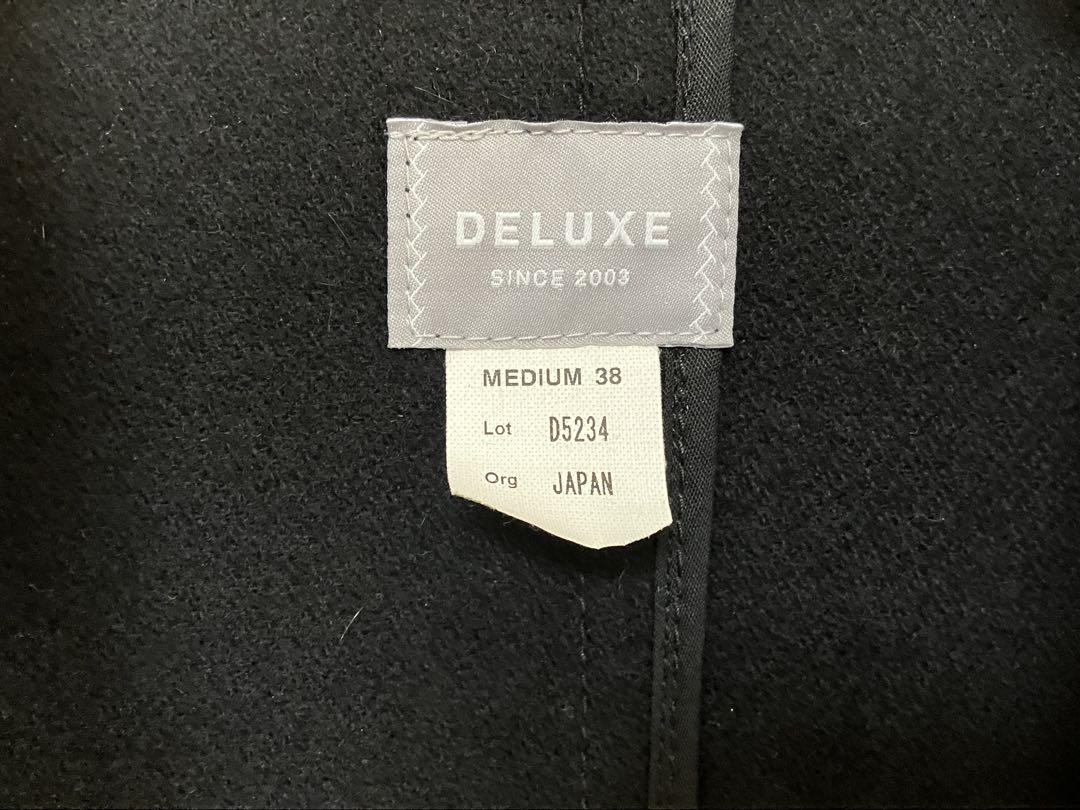 DELUXE
SINCE 2003
MEDIUM 38
Lot D5234
Org JAPAN